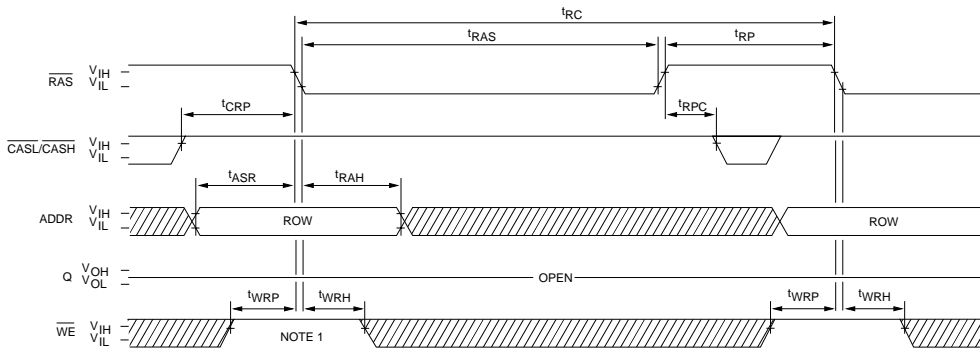 tRC
tRAS
tRP
RAS
VIH
VIL
tCRP
tRPC
CASL/CASH
VIH
VIL
tASR
tRAH
ADDR
VIH
VIL
ROW
ROW
Q
VOH
VOL
OPEN
tWRP
tWRH
tWRP
tWRH
WE
VIH
VIL
NOTE 1